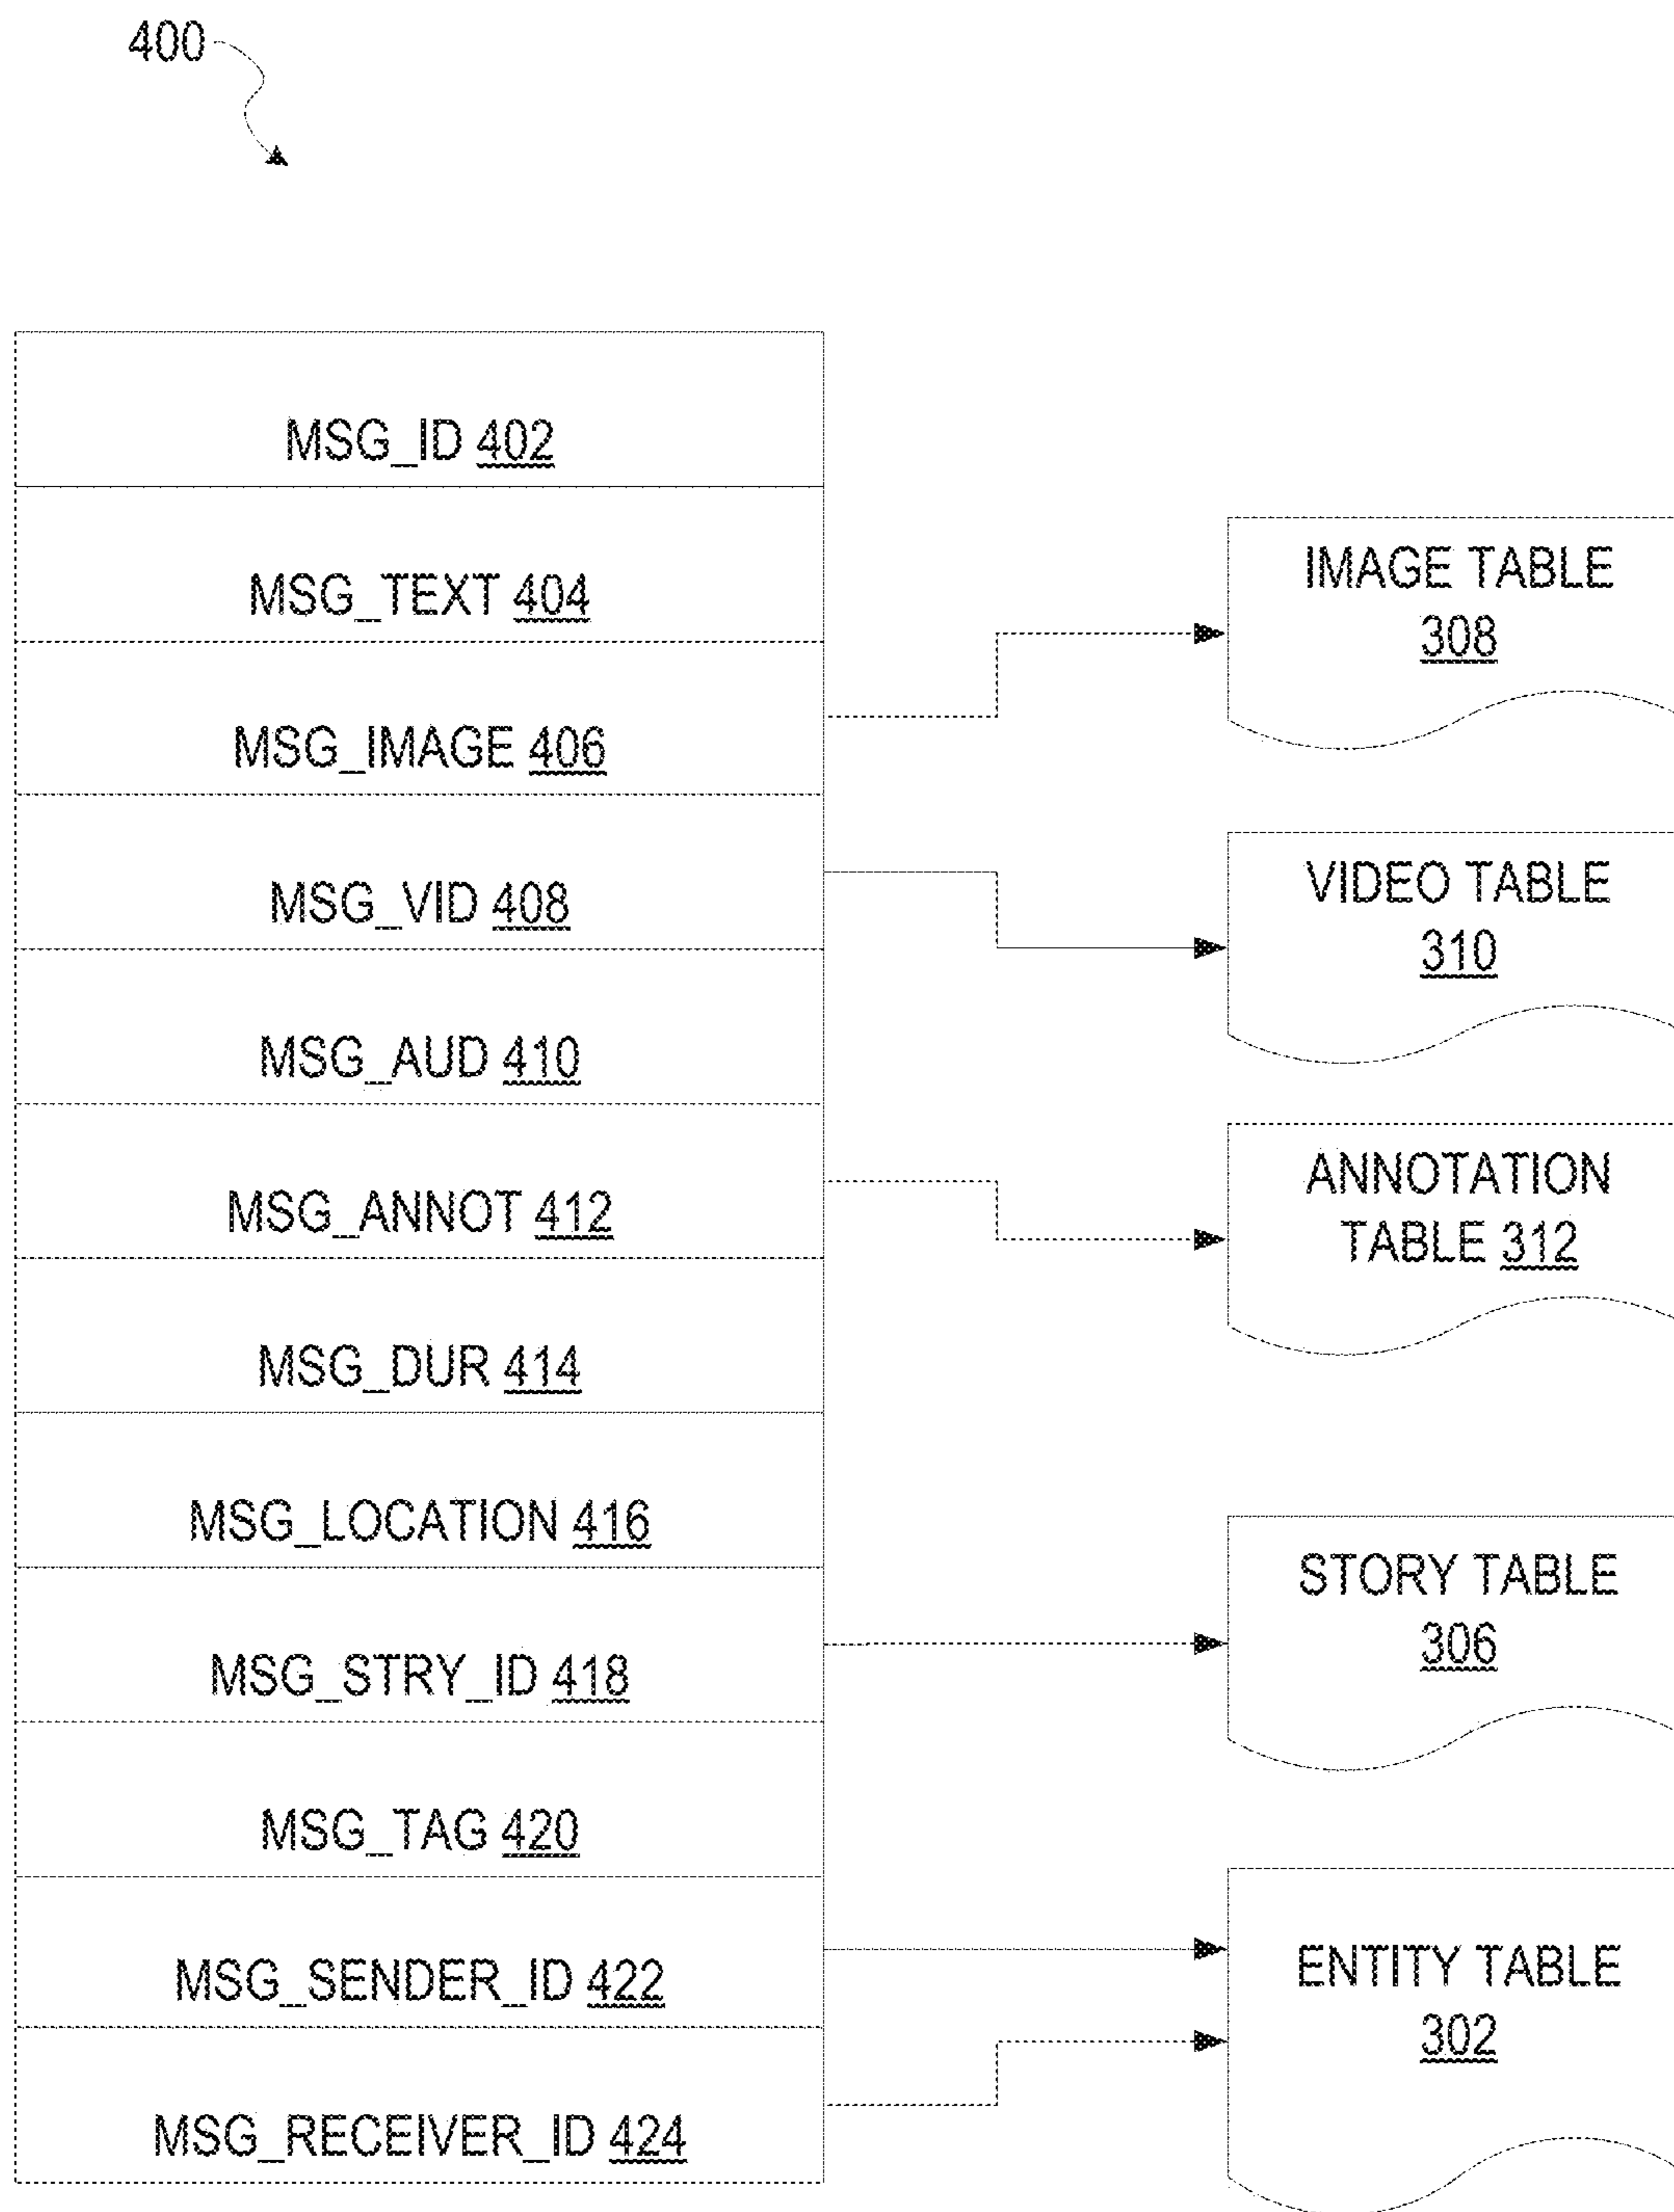 400
MSG_ID 402
MSG_TEXT 404
MSG_IMAGE 406
MSG_VID 408
MSG_AUD 410
MSG_ANNOT 412
MSG_DUR 414
MSG_LOCATION 416
MSG_STRY_ID 418
MSG_TAG 420
MSG_SENDER_ID 422
MSG_RECEIVER_ID 424
IMAGE TABLE
308
VIDEO TABLE
310
ANNOTATION
TABLE 312
STORY TABLE
306
ENTITY TABLE
302